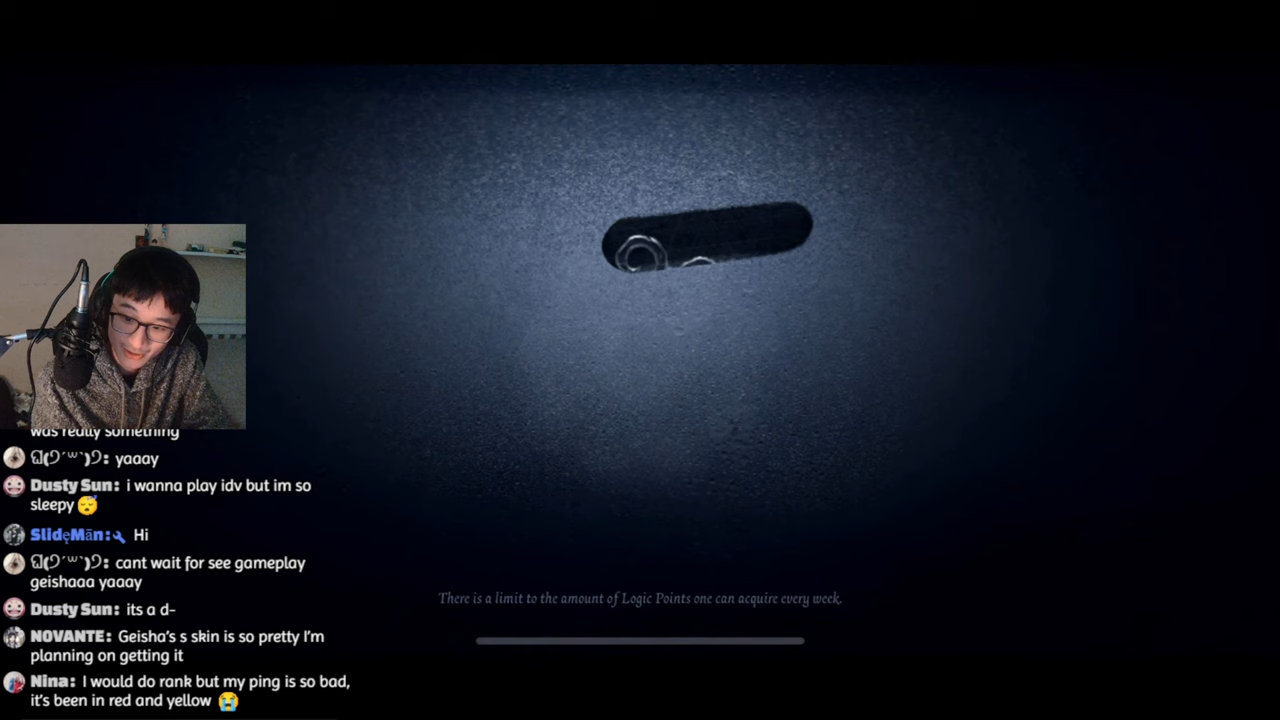 was really something
yaaay
Dusty Sun: i wanna play idv but im so
sleepy 😴
SlidęMān: Hi
cant wait for see gameplay
geishaaa yaaay
Dusty Sun: its a d-
NOVANTE: Geisha's s skin is so pretty I'm
planning on getting it
Nina: I would do rank but my ping is so bad,
it's been in red and yellow 😭
There is a limit to the amount of Logic Points one can acquire every week.